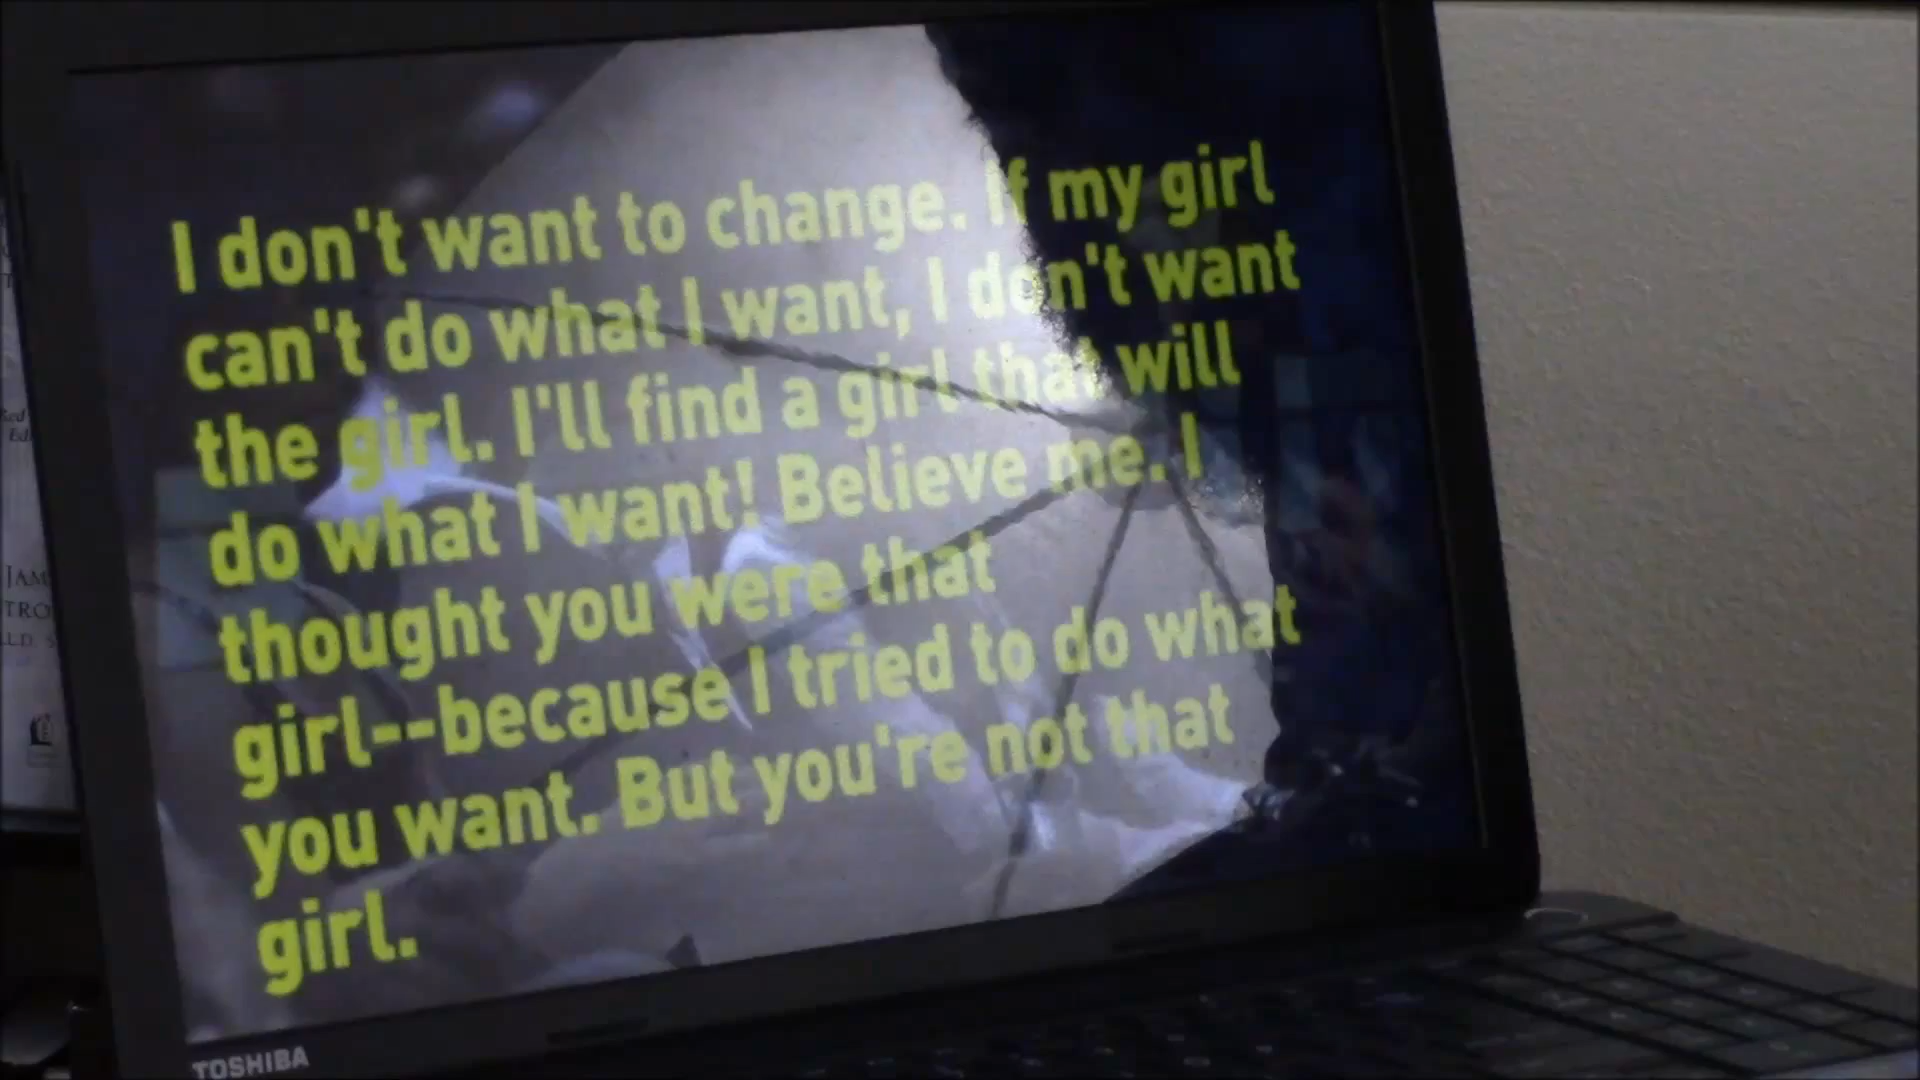 I don't want to change. If my girl
can't do what I want, I don't want
the girl. I'll find a girl that will
do what I want! Believe me. I
thought you were that
girl--because I tried to do what
you want. But you're not that
girl.
TOSHIBA